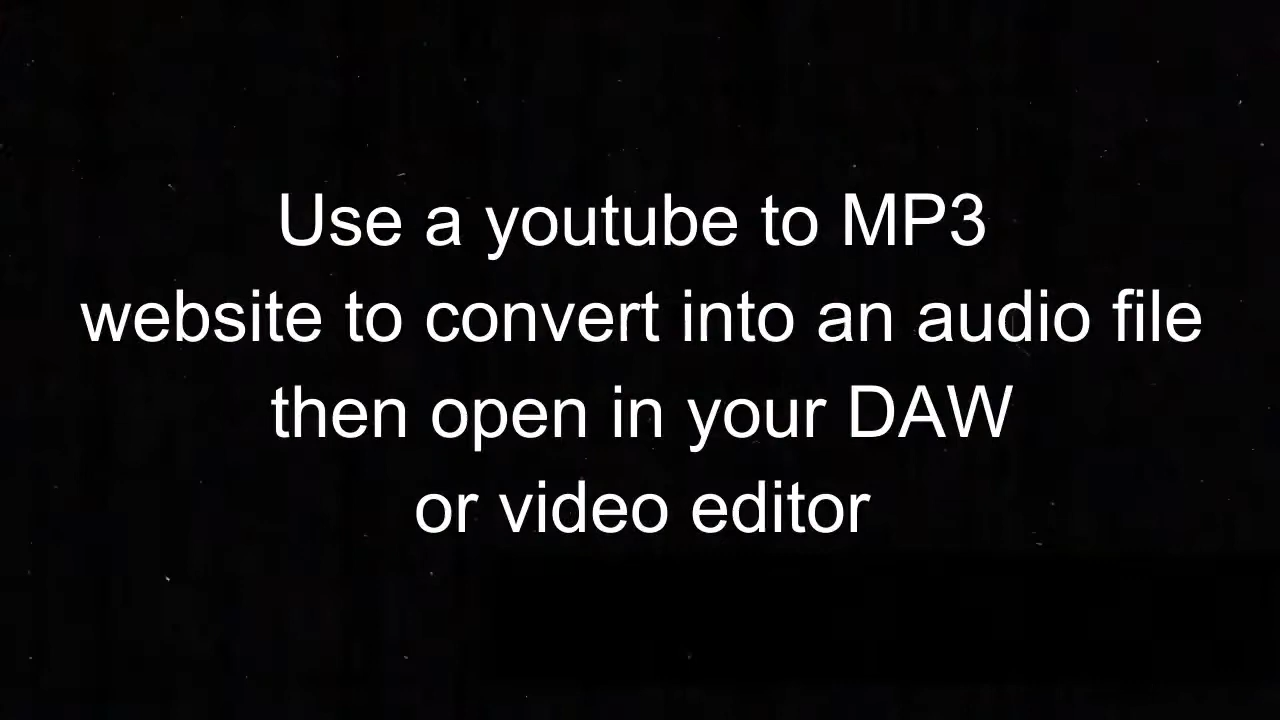 Use a youtube to MP3
website to convert into an audio file
then open in your DAW
or video editor